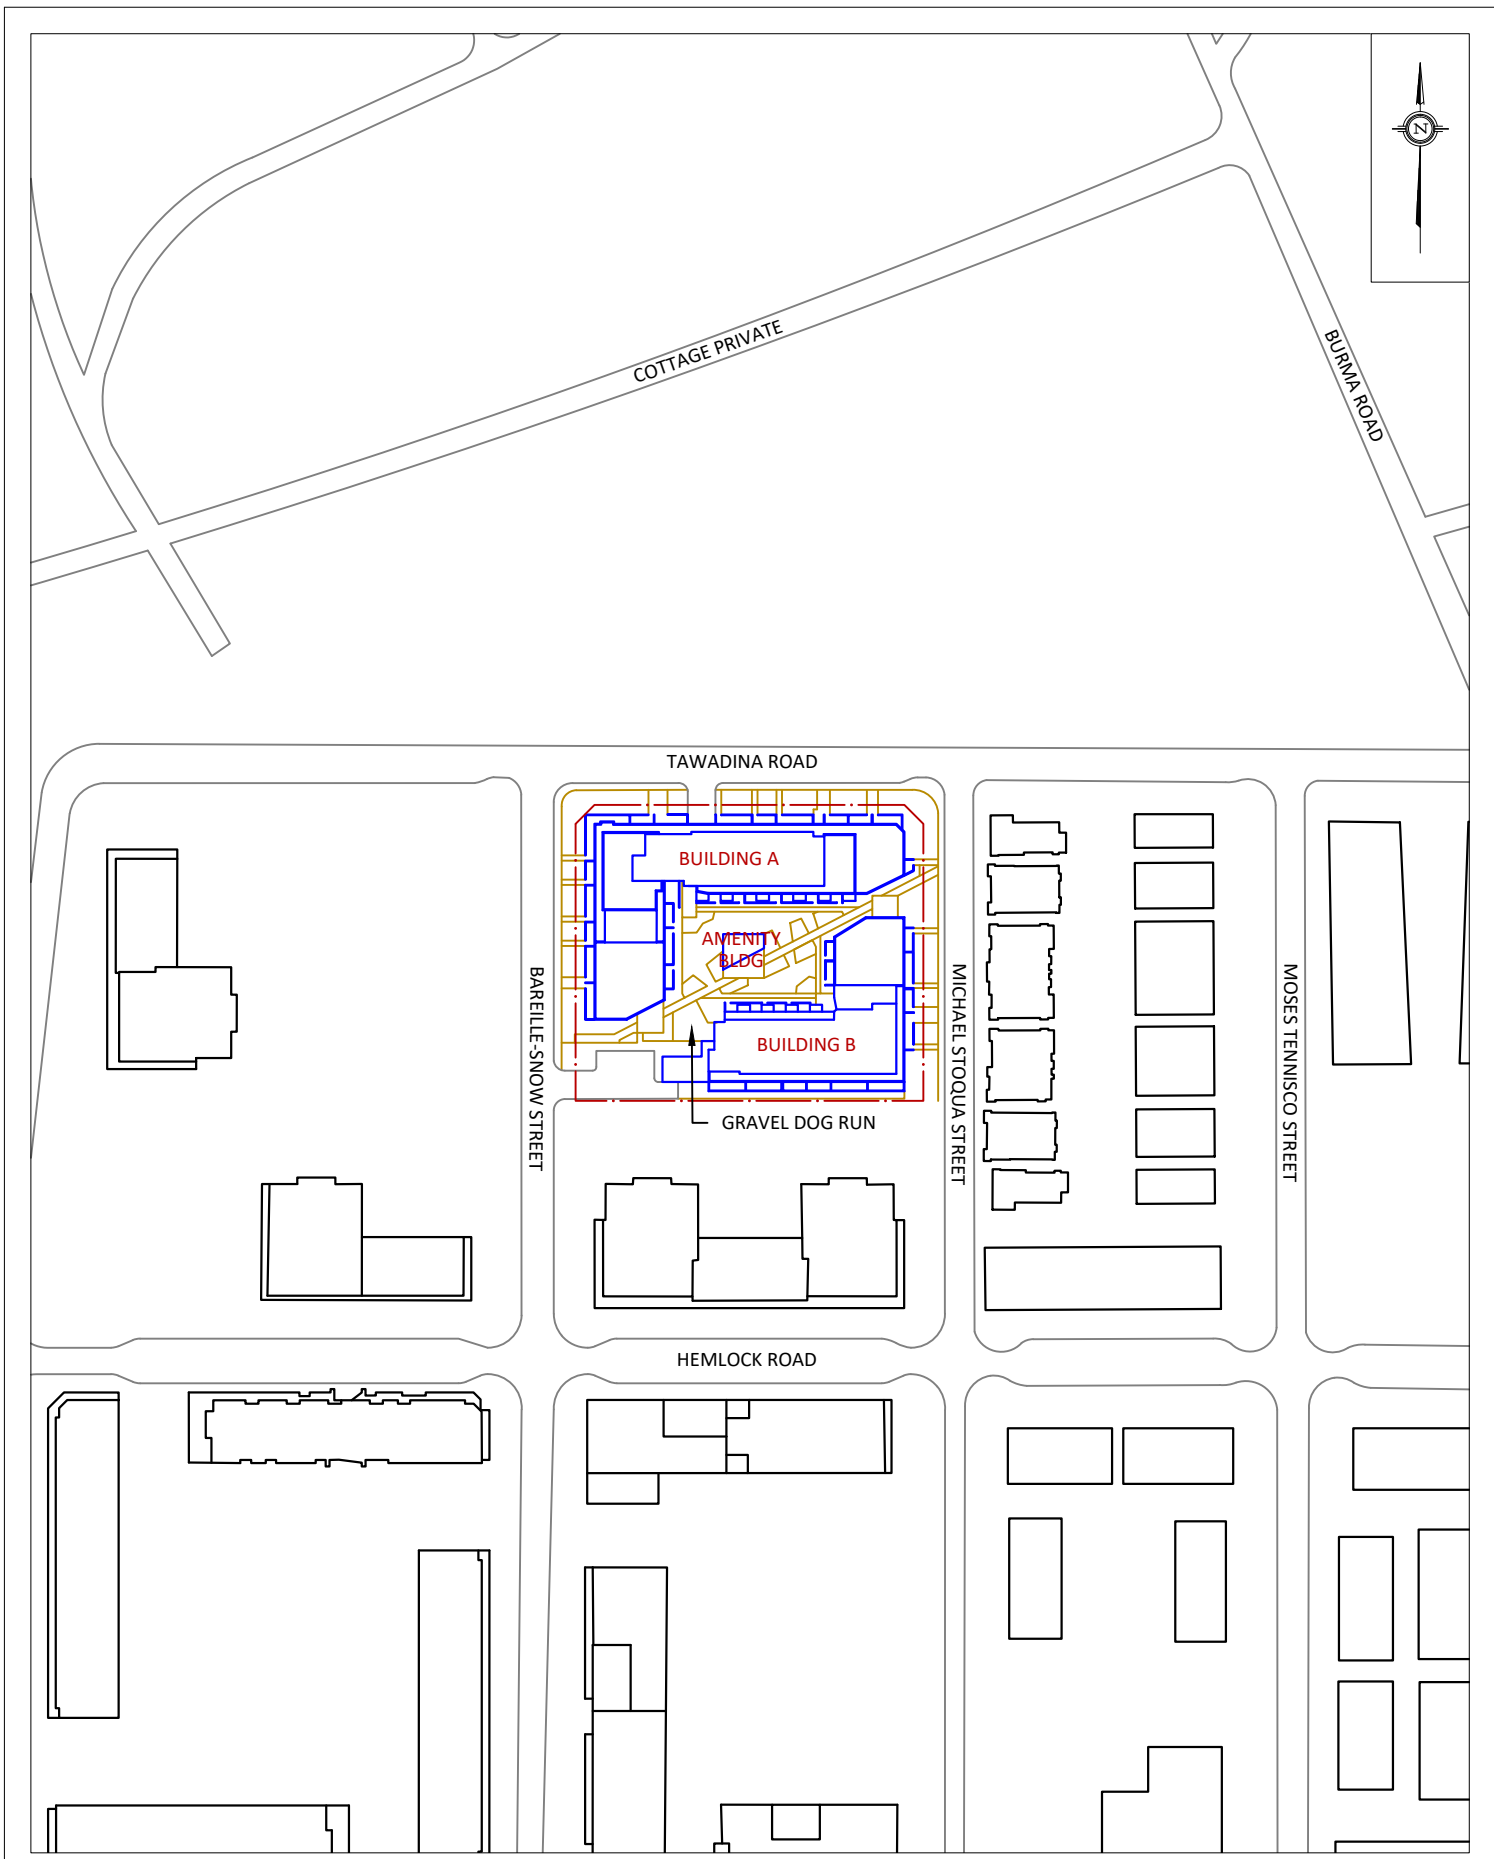 N
COTTAGE PRIVATE
BURMA ROAD
TAWADINA ROAD
BUILDING A
AMENITY
BLDG
BUILDING B
GRAVEL DOG RUN
BAREILLE-SNOW STREET
MICHAEL STOQUA STREET
MOSES TENNISCO STREET
HEMLOCK ROAD